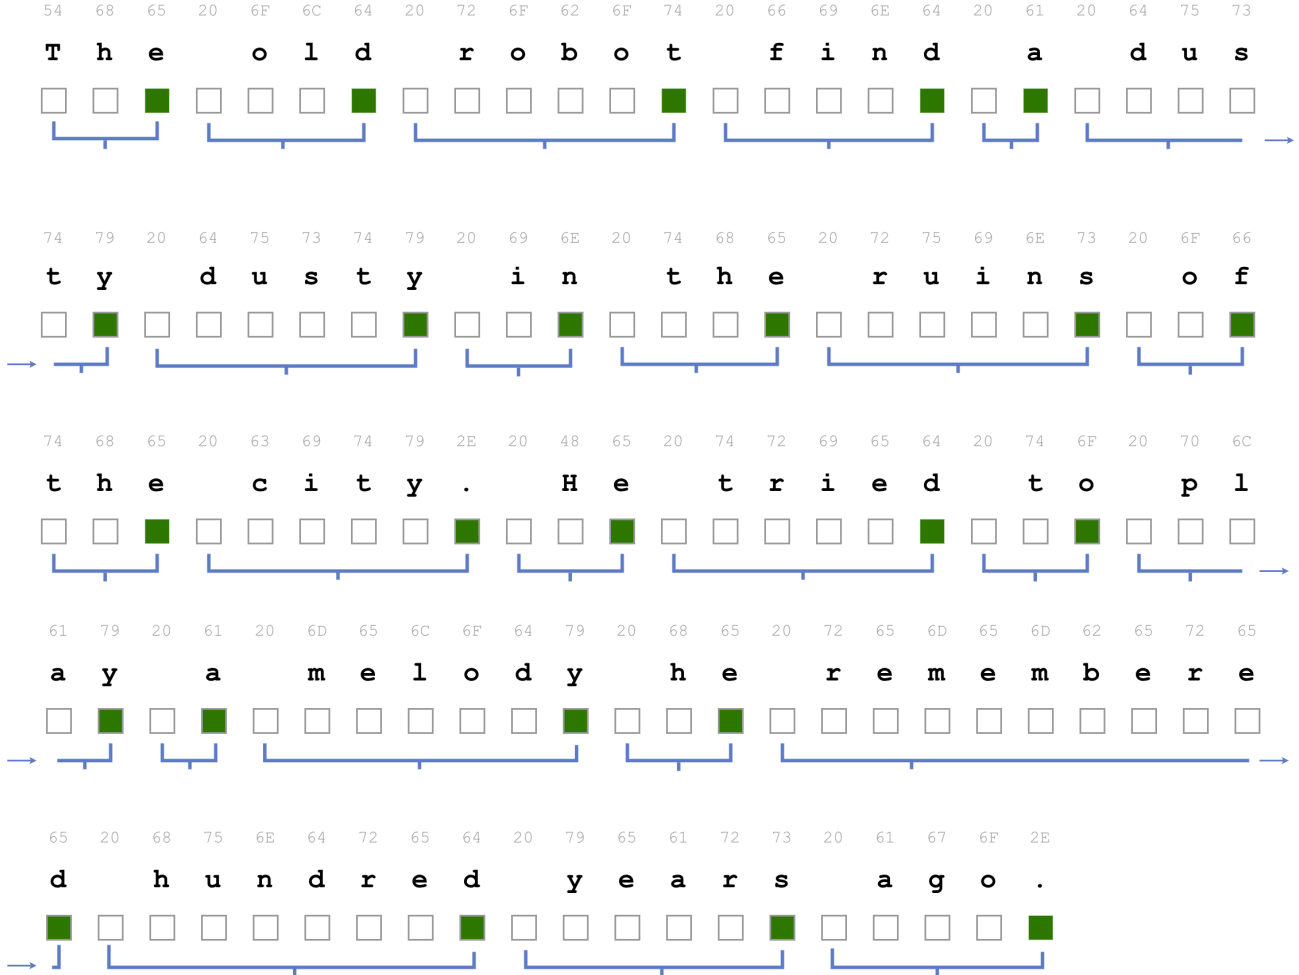 54 68 65 20 6F 6C 64 20 72 6F 62 6F 74 20 66 69 6E 64 20 61 20 64 75 73
The old robot find a dus
74 79 20 64 75 73 74 79 20 69 6E 20 74 68 65 20 72 75 69 6E 73 20 6F 66
ty dusty in the ruins of
74 68 65 20 63 69 74 79 2E 20 48 65 20 74 72 69 65 64 20 74 6F 20 70 6C
the city. He tried to pl
61 79 20 61 20 6D 65 6C 6F 64 79 20 68 65 20 72 65 6D 65 6D 62 65 72 65
ay a melody he remembere
65 20 68 75 6E 64 72 65 64 20 79 65 61 72 73 20 61 67 6F 2E
d hundred years ago.